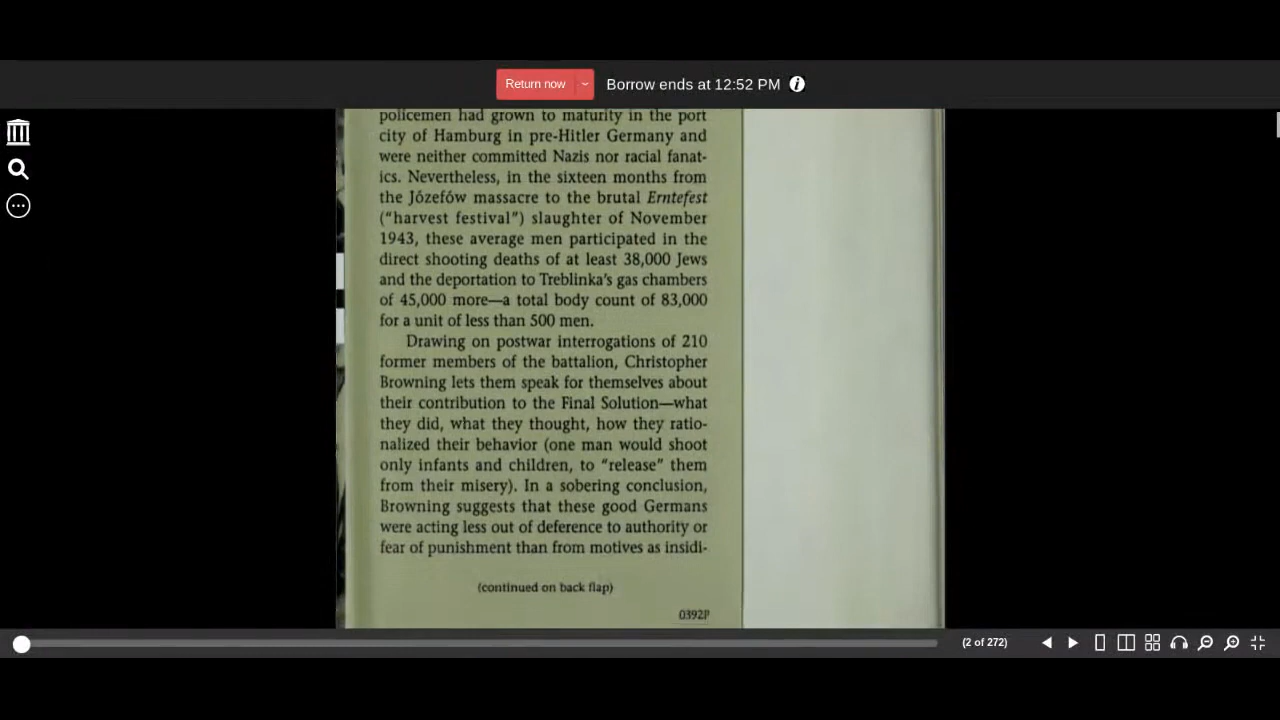 Return now
Borrow ends at 12:52 PM
policemen had grown to maturity in the port
city of Hamburg in pre-Hitler Germany and
were neither committed Nazis nor racial fanat-
ics. Nevertheless, in the sixteen months from
the Józefów massacre to the brutal Erntefest
(“harvest festival”) slaughter of November
1943, these average men participated in the
direct shooting deaths of at least 38,000 Jews
and the deportation to Treblinka’s gas chambers
of 45,000 more—a total body count of 83,000
for a unit of less than 500 men.
Drawing on postwar interrogations of 210
former members of the battalion, Christopher
Browning lets them speak for themselves about
their contribution to the Final Solution—what
they did, what they thought, how they ratio-
nalized their behavior (one man would shoot
only infants and children, to “release” them
from their misery). In a sobering conclusion,
Browning suggests that these good Germans
were acting less out of deference to authority or
fear of punishment than from motives as insidi-
(continued on back flap)
0392P
(2 of 272)